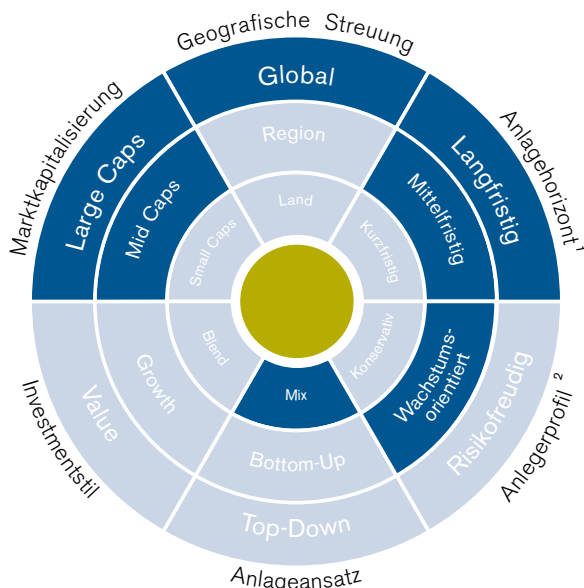 Geografische Streuung
Global
Region
Land
Marktkapitalisierung
Large Caps
Mid Caps
Small Caps
Anlagehorizont ¹
Langfristig
Mittelfristig
Kurzfristig
Investmentstil
Value
Growth
Blend
Anlegerprofil ²
Risikofreudig
Wachstums-
orientiert
Konservativ
Mix
Bottom-Up
Top-Down
Anlageansatz